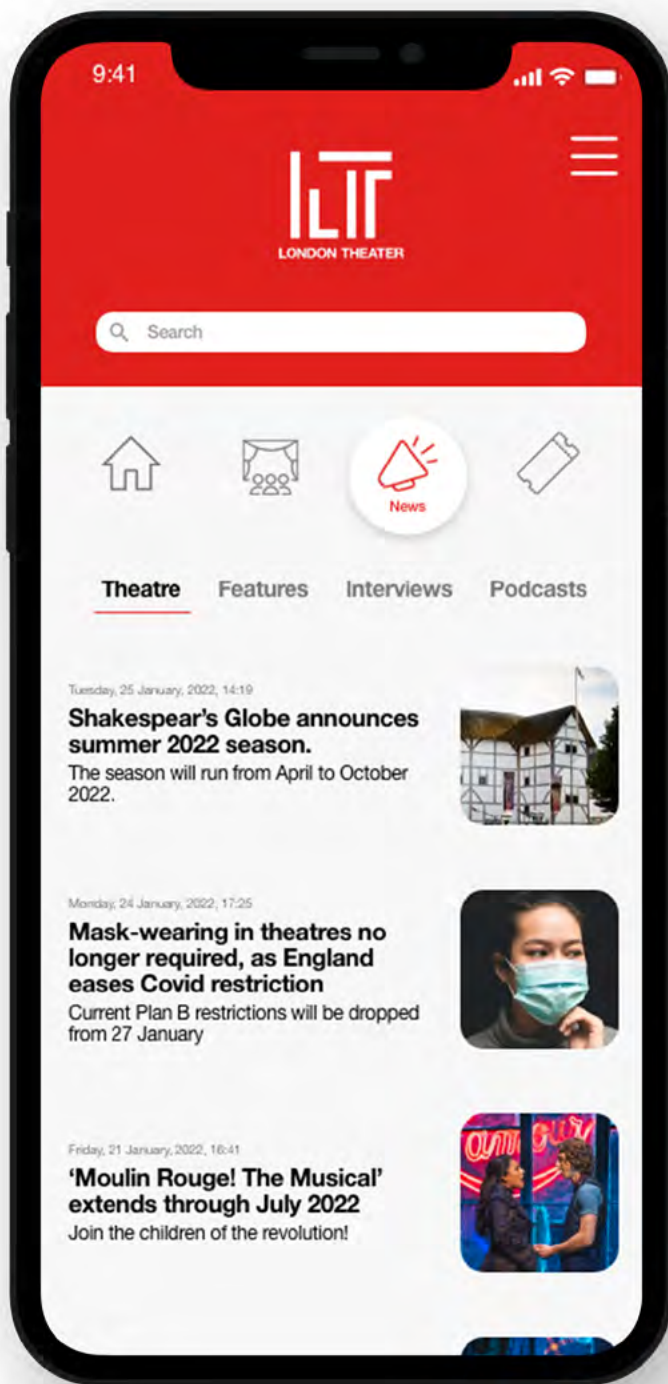 9:41
LONDON THEATER
Search
News
Theatre Features Interviews Podcasts
Tuesday, 25 January, 2022, 14:19
Shakespear's Globe announces
summer 2022 season.
The season will run from April to October
2022.
Monday, 24 January, 2022, 17:25
Mask-wearing in theatres no
longer required, as England
eases Covid restriction
Current Plan B restrictions will be dropped
from 27 January
Friday, 21 January, 2022, 16:41
‘Moulin Rouge! The Musical’
extends through July 2022
Join the children of the revolution!
amour